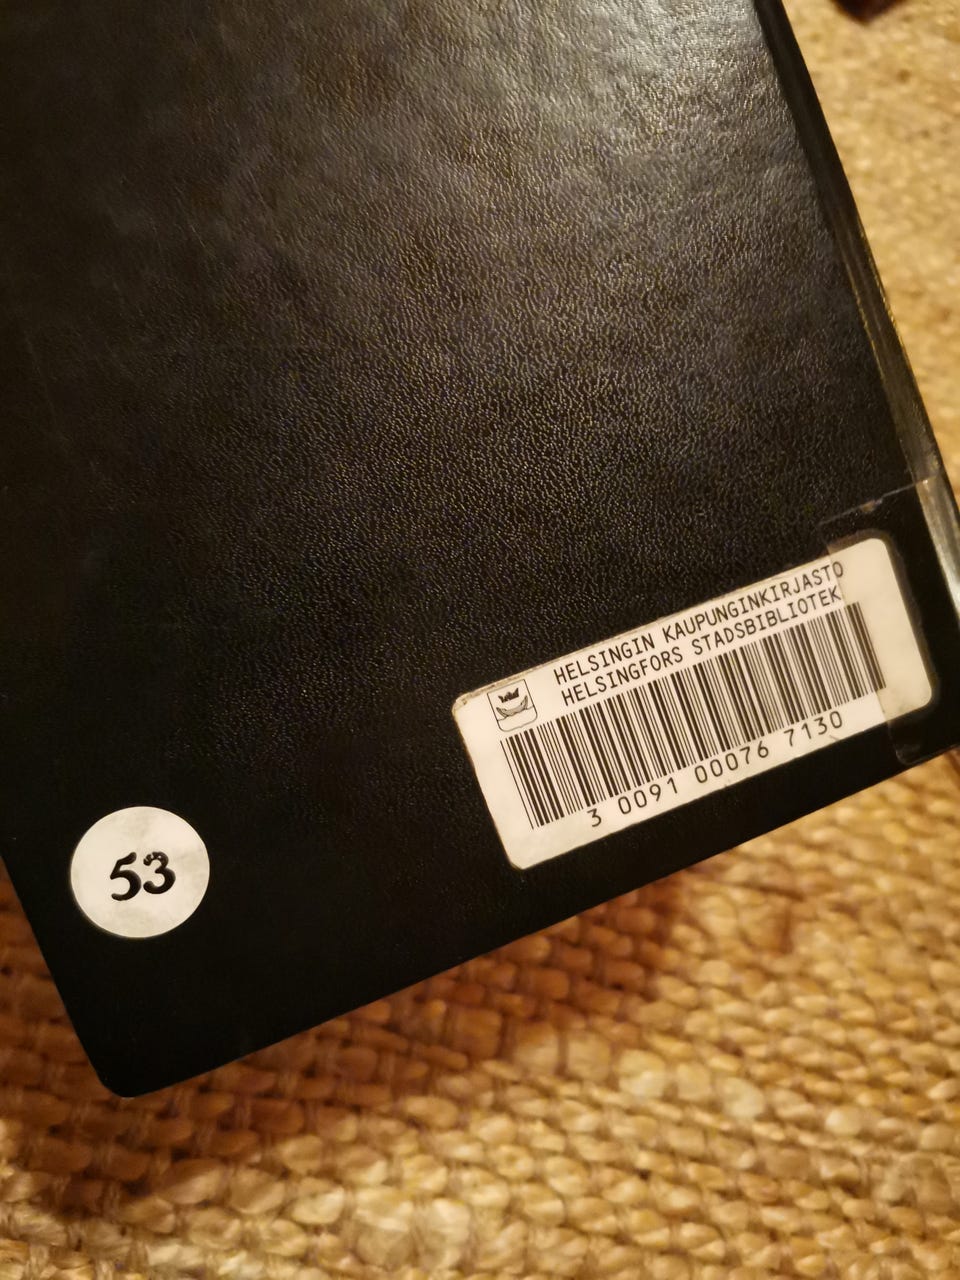 HELSINGIN KAUPUNGINKIRJASTO
HELSINGFORS STADSBIBLIOTEK
3 0091 00076 7130
53